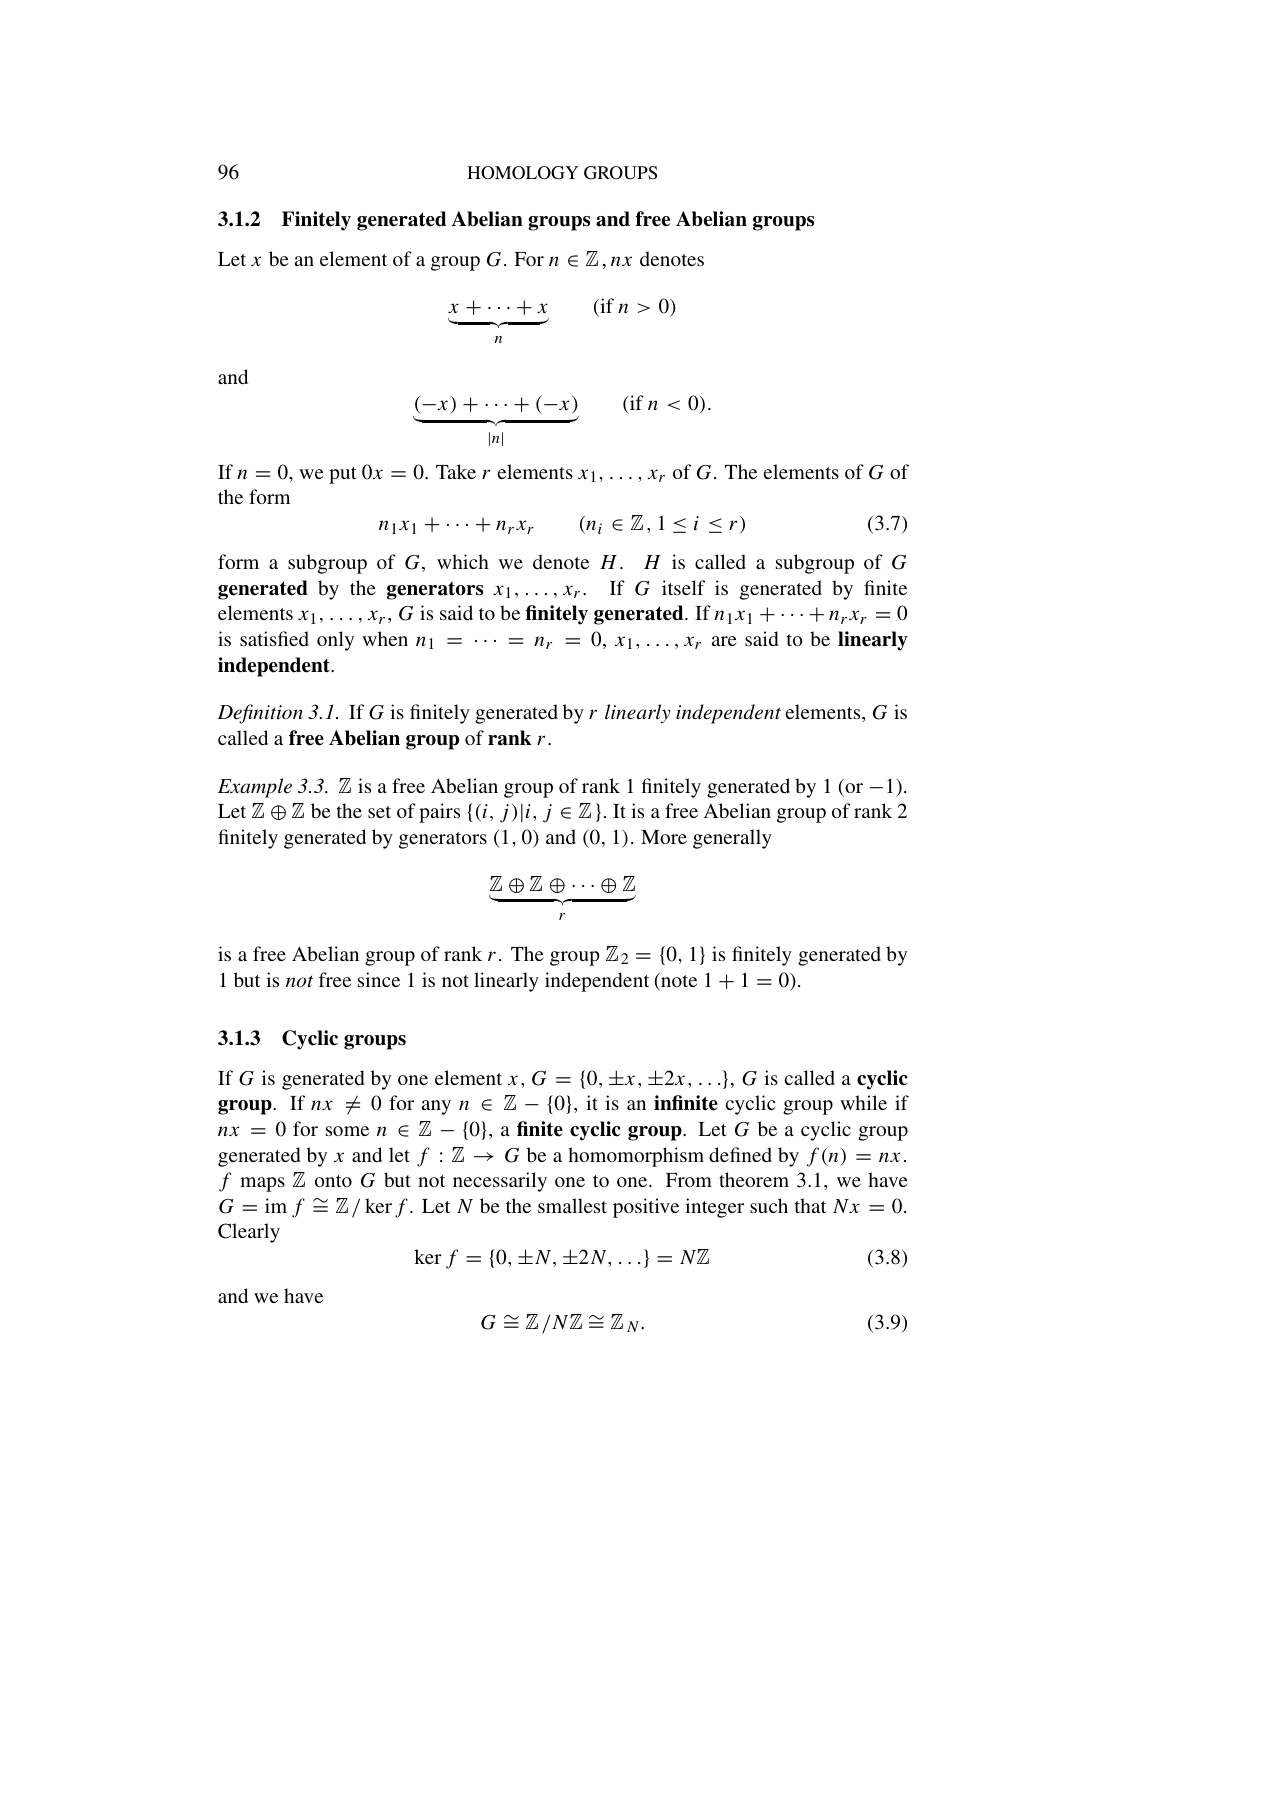 96 HOMOLOGY GROUPS
3.1.2 Finitely generated Abelian groups and free Abelian groups
Let x be an element of a group G. For n ∈ ℤ, nx denotes
x + · · · + x (if n > 0)
n
and
(−x) + · · · + (−x) (if n < 0).
|n|
If n = 0, we put 0x = 0. Take r elements x₁, . . . , xᵣ of G. The elements of G of
the form
n₁x₁ + · · · + nᵣxᵣ (nᵢ ∈ ℤ, 1 ≤ i ≤ r) (3.7)
form a subgroup of G, which we denote H. H is called a subgroup of G
generated by the generators x₁, . . . , xᵣ. If G itself is generated by finite
elements x₁, . . . , xᵣ, G is said to be finitely generated. If n₁x₁ + · · · + nᵣxᵣ = 0
is satisfied only when n₁ = · · · = nᵣ = 0, x₁, . . . , xᵣ are said to be linearly
independent.
Definition 3.1. If G is finitely generated by r linearly independent elements, G is
called a free Abelian group of rank r.
Example 3.3. ℤ is a free Abelian group of rank 1 finitely generated by 1 (or −1).
Let ℤ ⊕ ℤ be the set of pairs {(i, j)|i, j ∈ ℤ}. It is a free Abelian group of rank 2
finitely generated by generators (1, 0) and (0, 1). More generally
ℤ ⊕ ℤ ⊕ · · · ⊕ ℤ
r
is a free Abelian group of rank r. The group ℤ₂ = {0, 1} is finitely generated by
1 but is not free since 1 is not linearly independent (note 1 + 1 = 0).
3.1.3 Cyclic groups
If G is generated by one element x, G = {0, ±x, ±2x, . . .}, G is called a cyclic
group. If nx ≠ 0 for any n ∈ ℤ − {0}, it is an infinite cyclic group while if
nx = 0 for some n ∈ ℤ − {0}, a finite cyclic group. Let G be a cyclic group
generated by x and let f : ℤ → G be a homomorphism defined by f(n) = nx.
f maps ℤ onto G but not necessarily one to one. From theorem 3.1, we have
G = im f ≅ ℤ/ ker f. Let N be the smallest positive integer such that Nx = 0.
Clearly
ker f = {0, ±N, ±2N, . . .} = Nℤ (3.8)
and we have
G ≅ ℤ/Nℤ ≅ ℤ_N. (3.9)